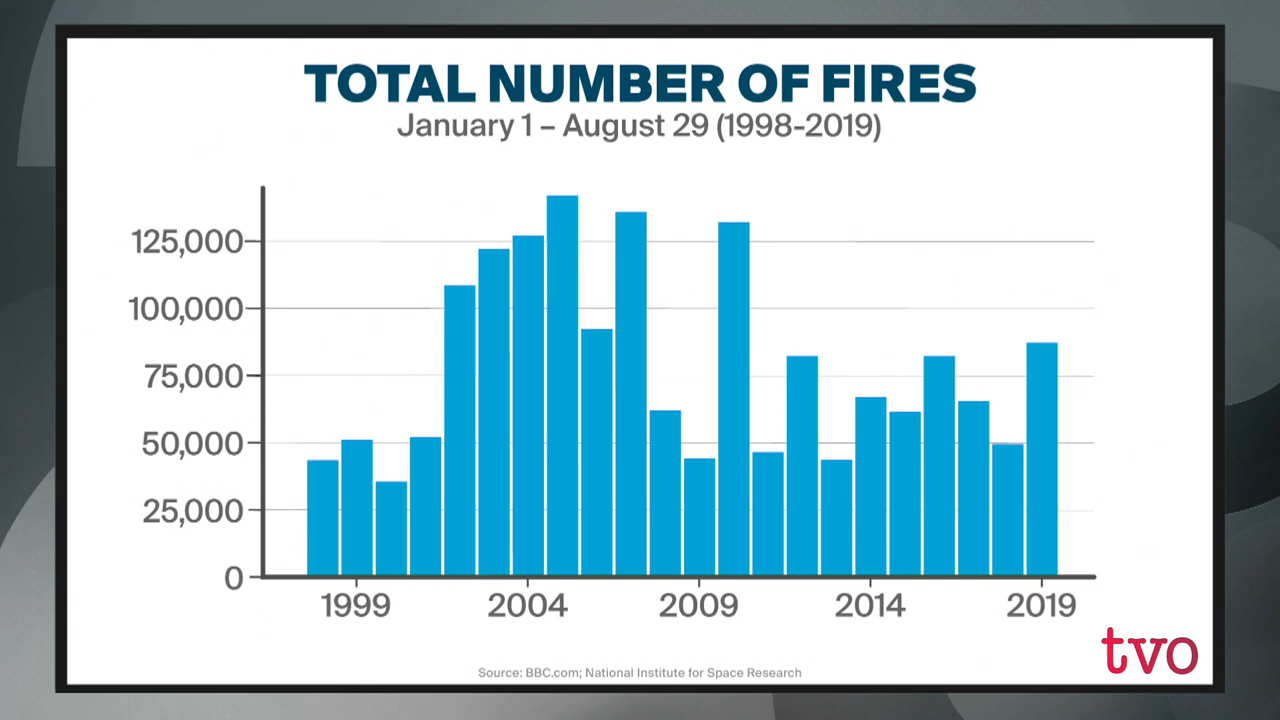 TOTAL NUMBER OF FIRES
January 1 – August 29 (1998-2019)
125,000
100,000
75,000
50,000
25,000
0
1999 2004 2009 2014 2019
tvo
Source: BBC.com; National Institute for Space Research